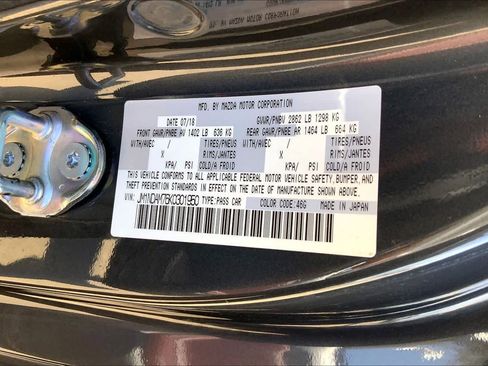 MFD. BY MAZDA MOTOR CORPORATION
DATE 07/18 GVWR/PNBV 2862 LB 1298 KG
FRONT GAWR/PNBE AV 1402 LB 636 KG REAR GAWR/PNBE AR 1464 LB 664 KG
WITH/AVEC / TIRES/PNEUS WITH/AVEC / TIRES/PNEUS
X RIMS/JANTES X RIMS/JANTES
KPA/ PSI COLD/A FROID KPA/ PSI COLD/A FROID
THIS VEHICLE CONFORMS TO ALL APPLICABLE FEDERAL MOTOR VEHICLE SAFETY, BUMPER, AND
THEFT PREVENTION STANDARDS IN EFFECT ON THE DATE OF MANUFACTURE SHOWN ABOVE.
VIN: JM1NDAM76K0301950 TYPE: PASS CAR COLOR CODE: 46G MADE IN JAPAN